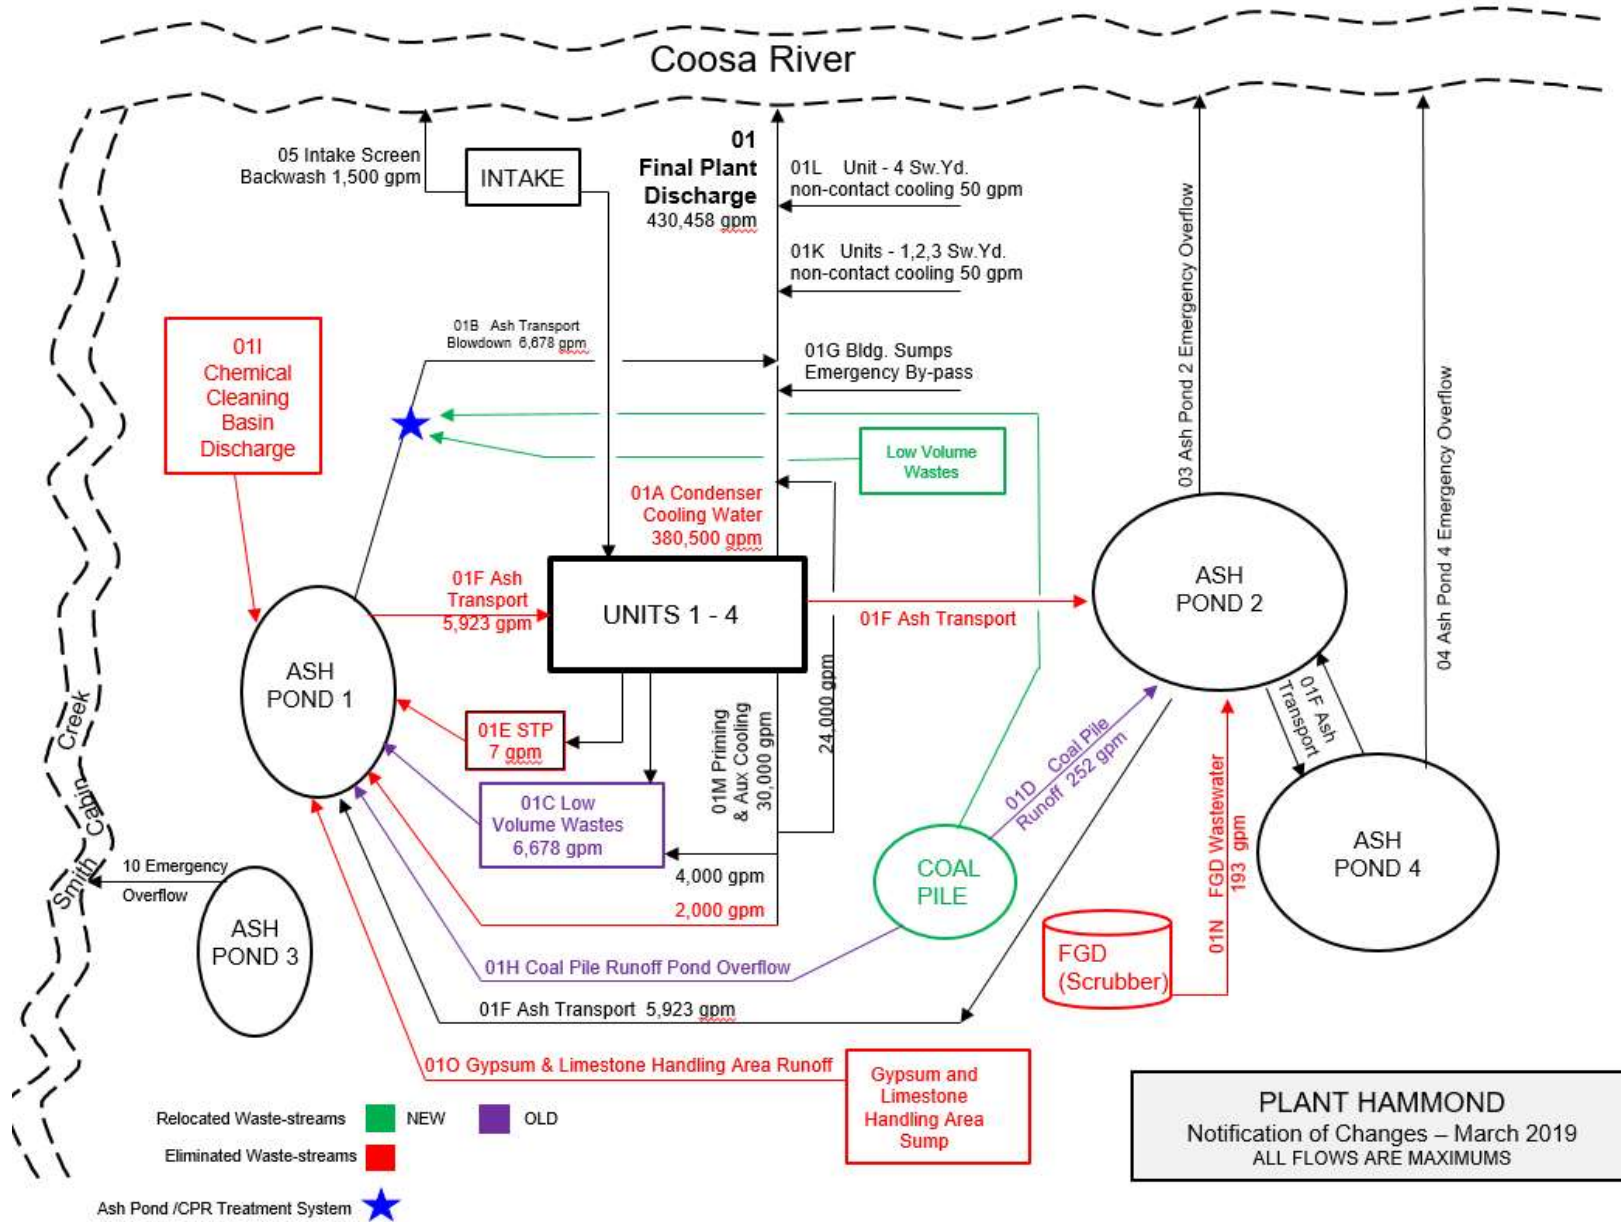 Coosa River
05 Intake Screen
Backwash 1,500 gpm
INTAKE
01
Final Plant
Discharge
430,458 gpm
01L Unit - 4 Sw.Yd.
non-contact cooling 50 gpm
01K Units - 1,2,3 Sw.Yd.
non-contact cooling 50 gpm
01B Ash Transport
Blowdown 6,678 gpm
01G Bldg. Sumps
Emergency By-pass
03 Ash Pond 2 Emergency Overflow
04 Ash Pond 4 Emergency Overflow
01I
Chemical
Cleaning
Basin
Discharge
Low Volume
Wastes
01A Condenser
Cooling Water
380,500 gpm
01F Ash
Transport
5,923 gpm
UNITS 1 - 4
01F Ash Transport
ASH
POND 2
ASH
POND 1
01E STP
7 gpm
01C Low
Volume Wastes
6,678 gpm
01M Priming
& Aux Cooling
30,000 gpm
24,000 gpm
4,000 gpm
2,000 gpm
01D Coal Pile
Runoff 252 gpm
01F Ash
Transport
ASH
POND 4
COAL
PILE
01N FGD Wastewater
193 gpm
FGD
(Scrubber)
Smith Cabin Creek
10 Emergency
Overflow
ASH
POND 3
01H Coal Pile Runoff Pond Overflow
01F Ash Transport 5,923 gpm
01O Gypsum & Limestone Handling Area Runoff
Gypsum and
Limestone
Handling Area
Sump
Relocated Waste-streams NEW OLD
Eliminated Waste-streams
Ash Pond /CPR Treatment System
PLANT HAMMOND
Notification of Changes – March 2019
ALL FLOWS ARE MAXIMUMS